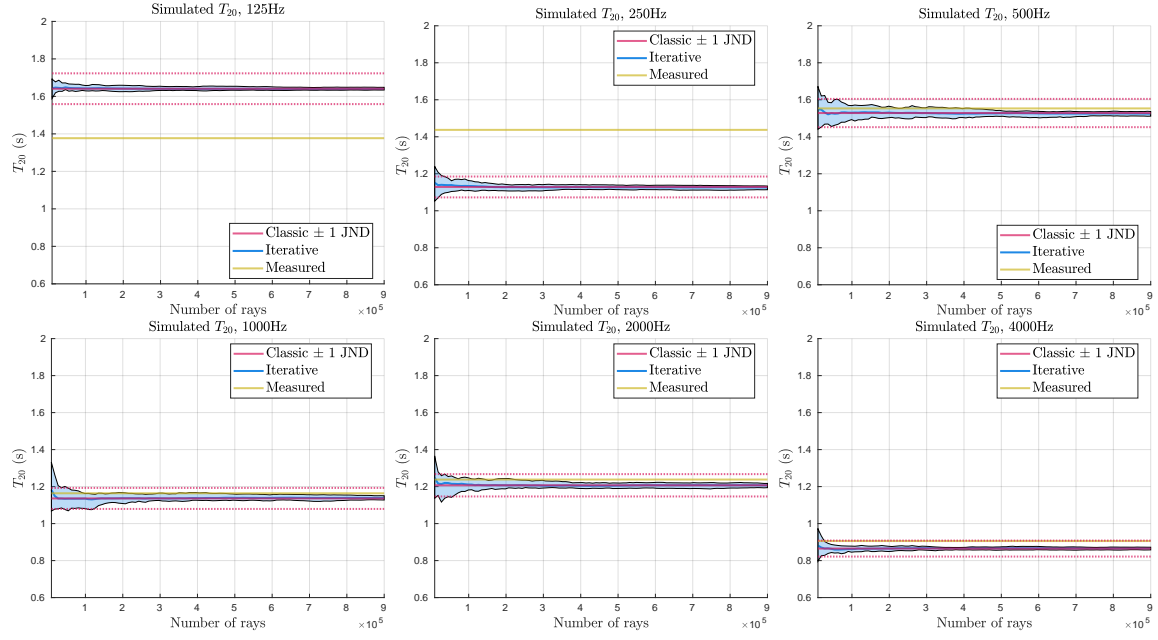 Simulated T20, 125Hz
2
1.8
1.6
1.4
1.2
1
0.8
0.6
T20 (s)
Classic ± 1 JND
Iterative
Measured
1 2 3 4 5 6 7 8 9
Number of rays
×10^5
Simulated T20, 250Hz
2
1.8
1.6
1.4
1.2
1
0.8
0.6
T20 (s)
Classic ± 1 JND
Iterative
Measured
1 2 3 4 5 6 7 8 9
Number of rays
×10^5
Simulated T20, 500Hz
2
1.8
1.6
1.4
1.2
1
0.8
0.6
T20 (s)
Classic ± 1 JND
Iterative
Measured
1 2 3 4 5 6 7 8 9
Number of rays
×10^5
Simulated T20, 1000Hz
2
1.8
1.6
1.4
1.2
1
0.8
0.6
T20 (s)
Classic ± 1 JND
Iterative
Measured
1 2 3 4 5 6 7 8 9
Number of rays
×10^5
Simulated T20, 2000Hz
2
1.8
1.6
1.4
1.2
1
0.8
0.6
T20 (s)
Classic ± 1 JND
Iterative
Measured
1 2 3 4 5 6 7 8 9
Number of rays
×10^5
Simulated T20, 4000Hz
2
1.8
1.6
1.4
1.2
1
0.8
0.6
T20 (s)
Classic ± 1 JND
Iterative
Measured
1 2 3 4 5 6 7 8 9
Number of rays
×10^5